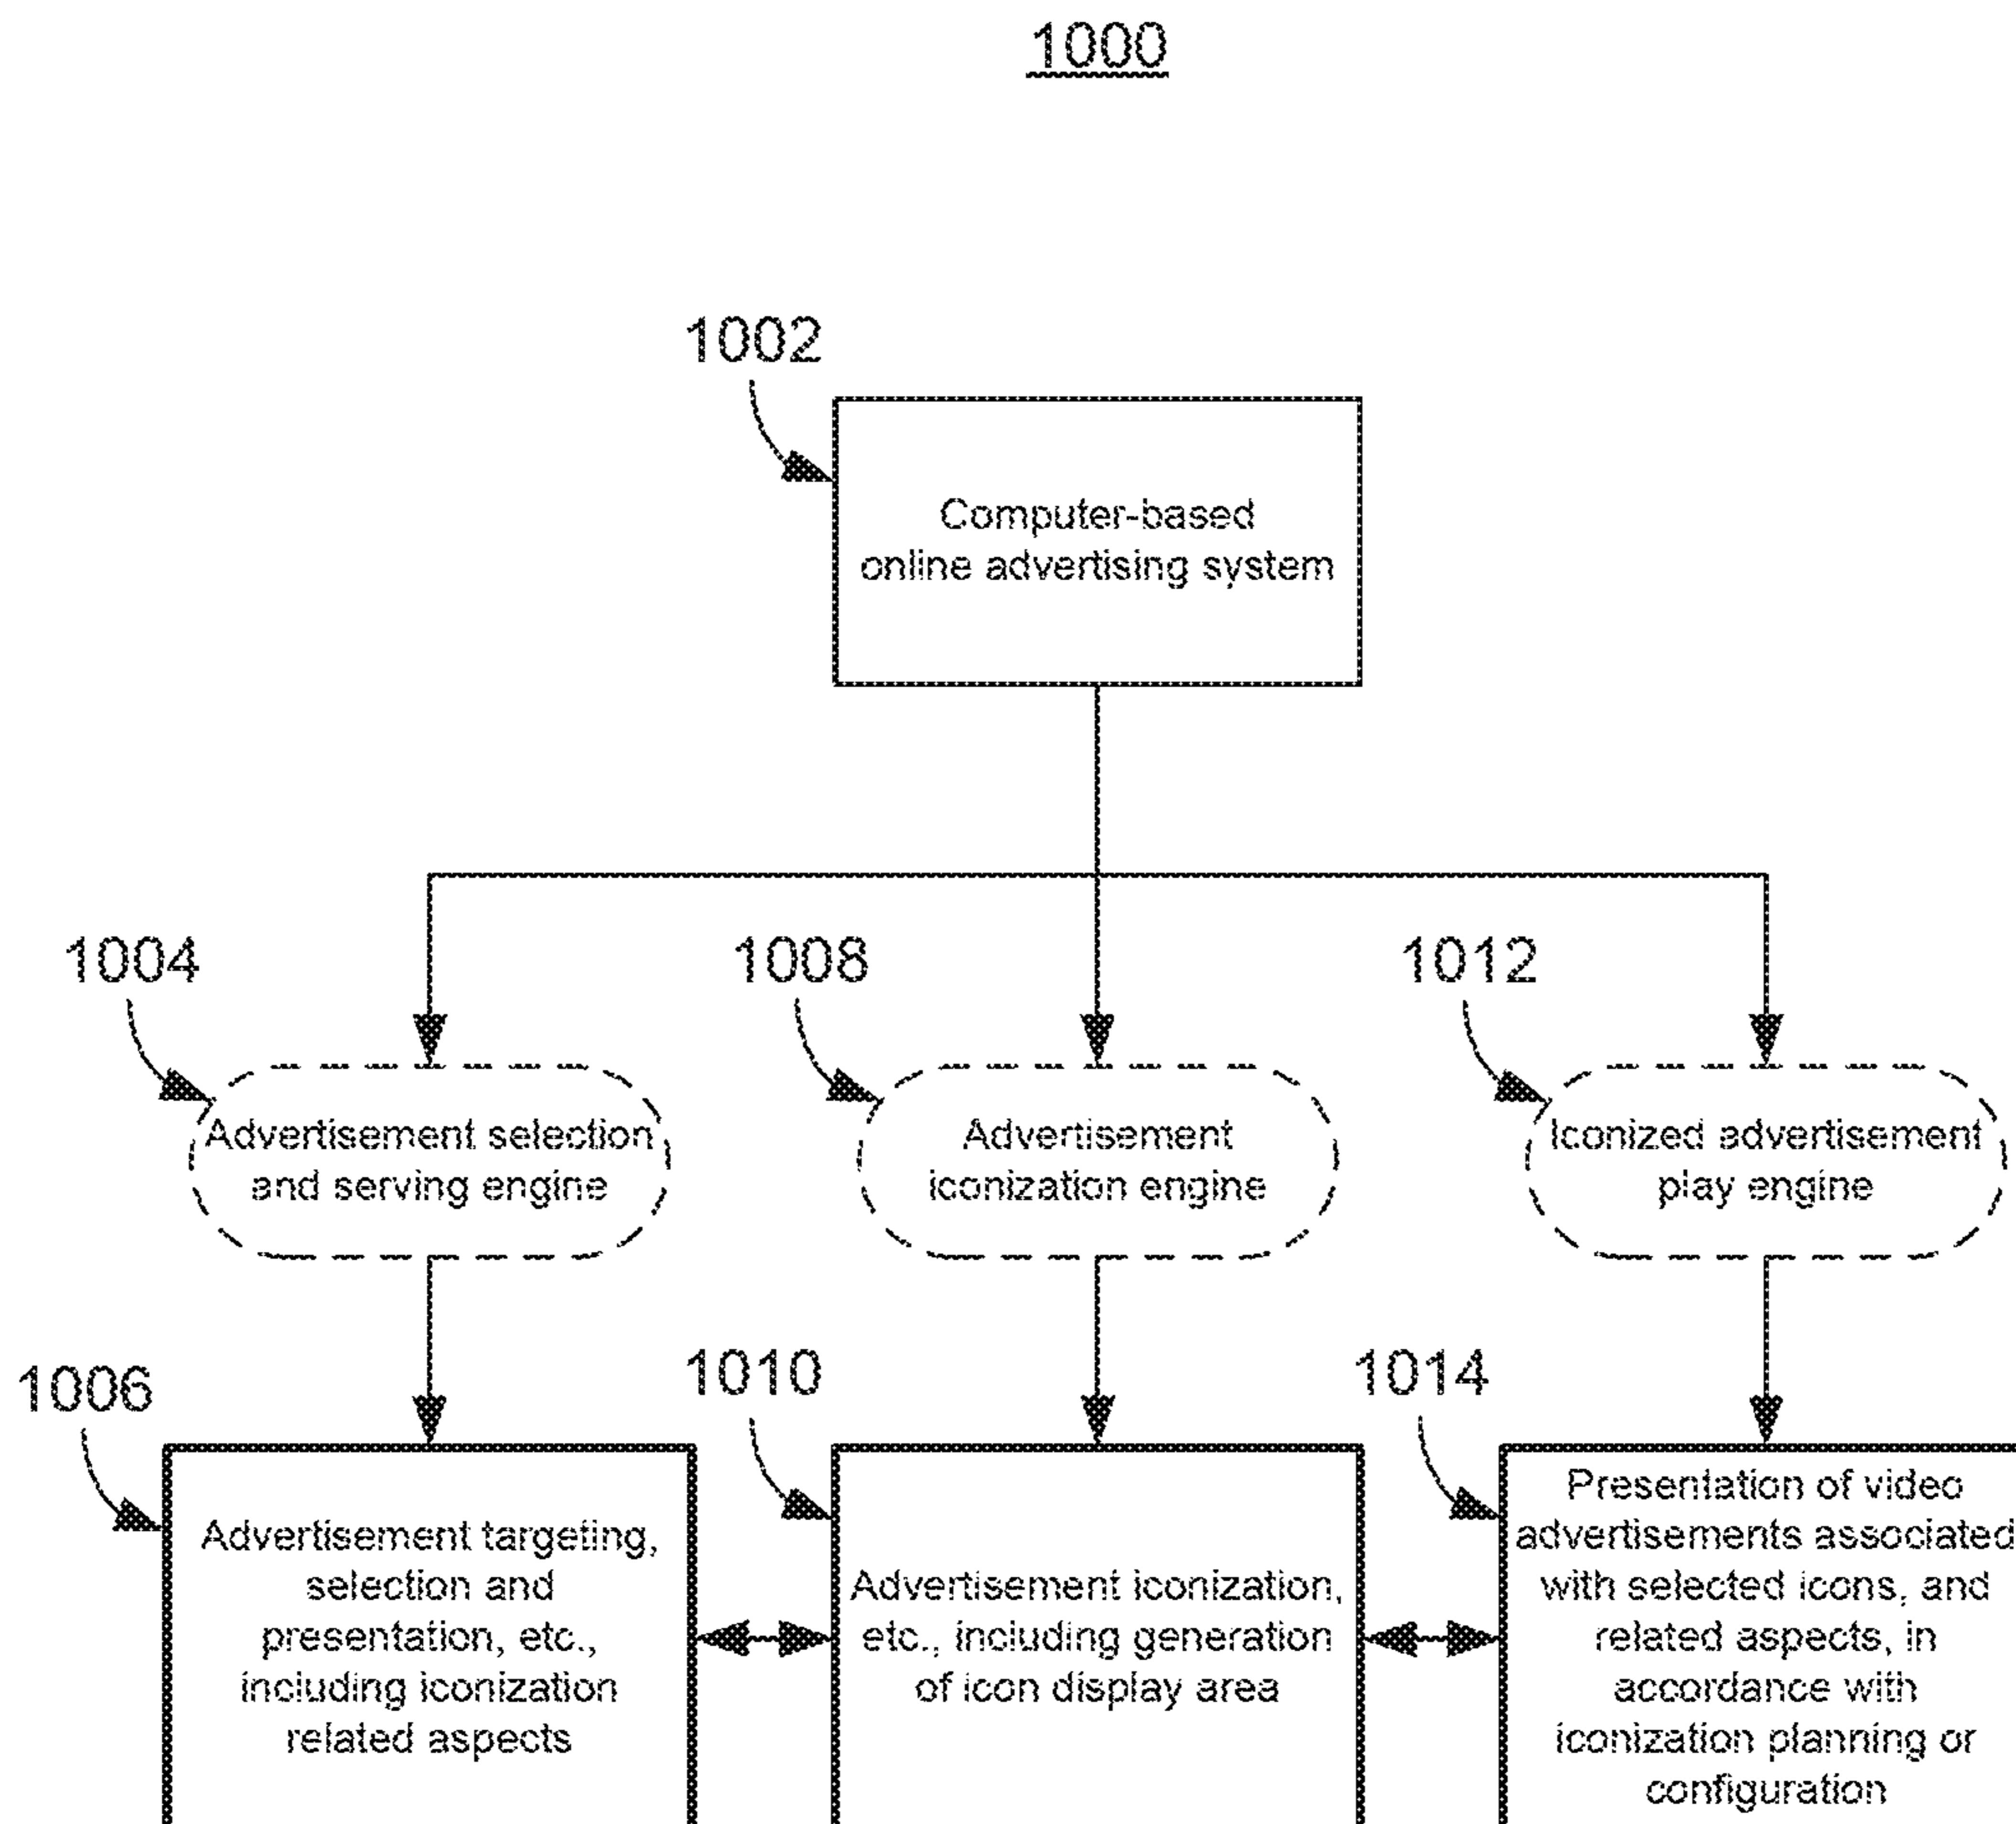 1000
1002
Computer-based
online advertising system
1004
1008
1012
Advertisement selection
and serving engine
Advertisement
iconization engine
Iconized advertisement
play engine
1006
1010
1014
Advertisement targeting,
selection and
presentation, etc.,
including iconization
related aspects
Advertisement iconization,
etc., including generation
of icon display area
Presentation of video
advertisements associated
with selected icons, and
related aspects, in
accordance with
iconization planning or
configuration